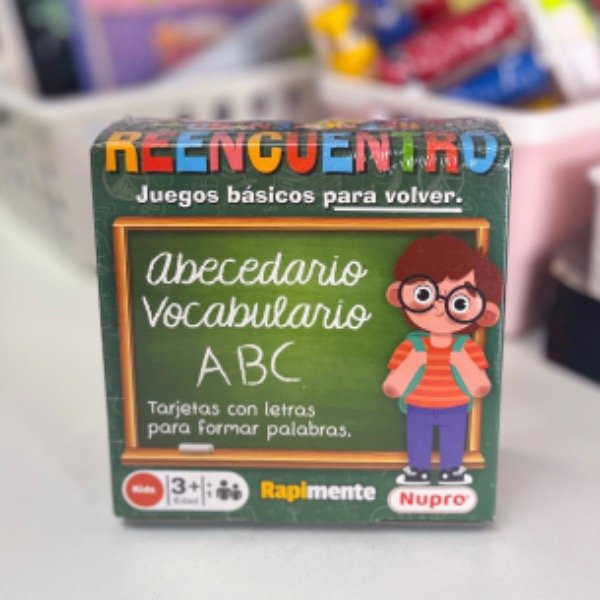 REENCUENTRO
Juegos básicos para volver.
Abecedario
Vocabulario
ABC
Tarjetas con letras
para formar palabras.
Kids
3+
Edad
Rapimente
Nupro